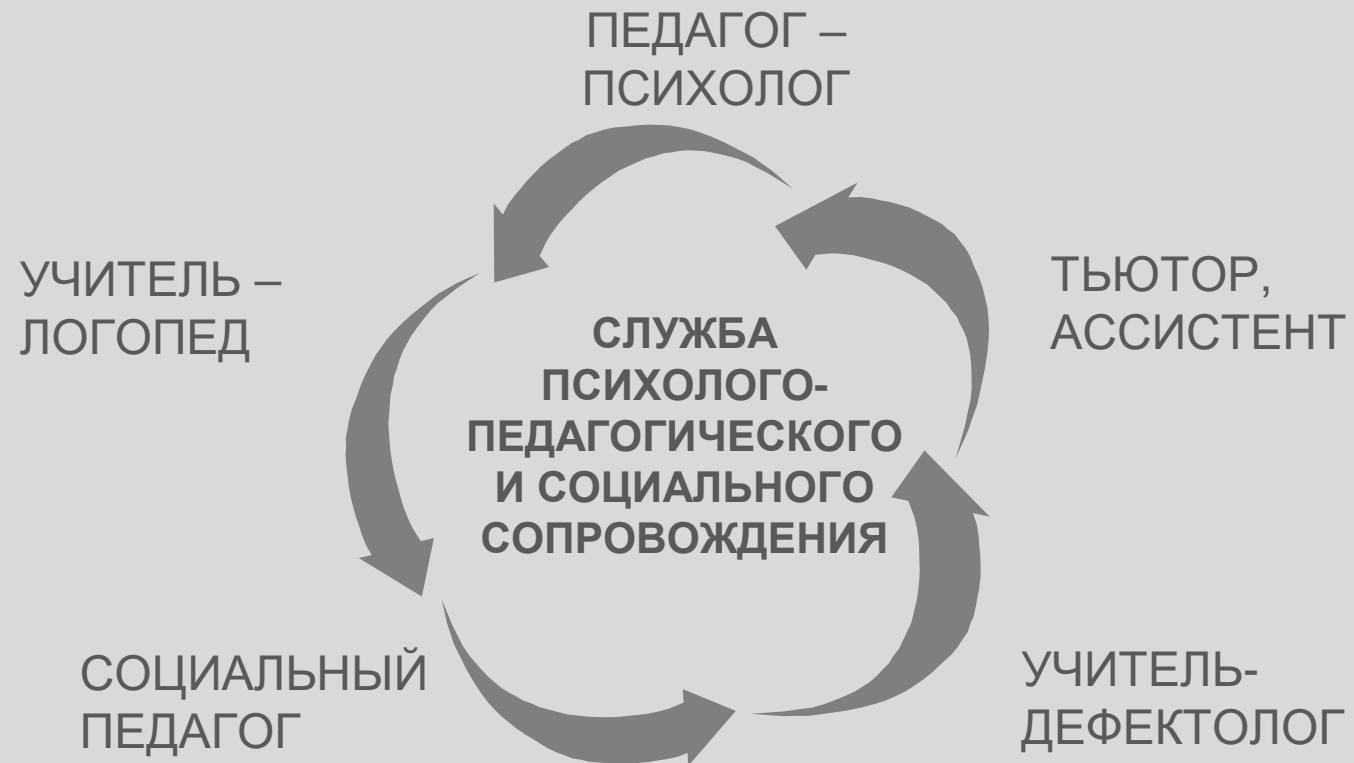 ПЕДАГОГ –
ПСИХОЛОГ
УЧИТЕЛЬ –
ЛОГОПЕД
ТЬЮТОР,
АССИСТЕНТ
СЛУЖБА
ПСИХОЛОГО-
ПЕДАГОГИЧЕСКОГО
И СОЦИАЛЬНОГО
СОПРОВОЖДЕНИЯ
СОЦИАЛЬНЫЙ
ПЕДАГОГ
УЧИТЕЛЬ-
ДЕФЕКТОЛОГ